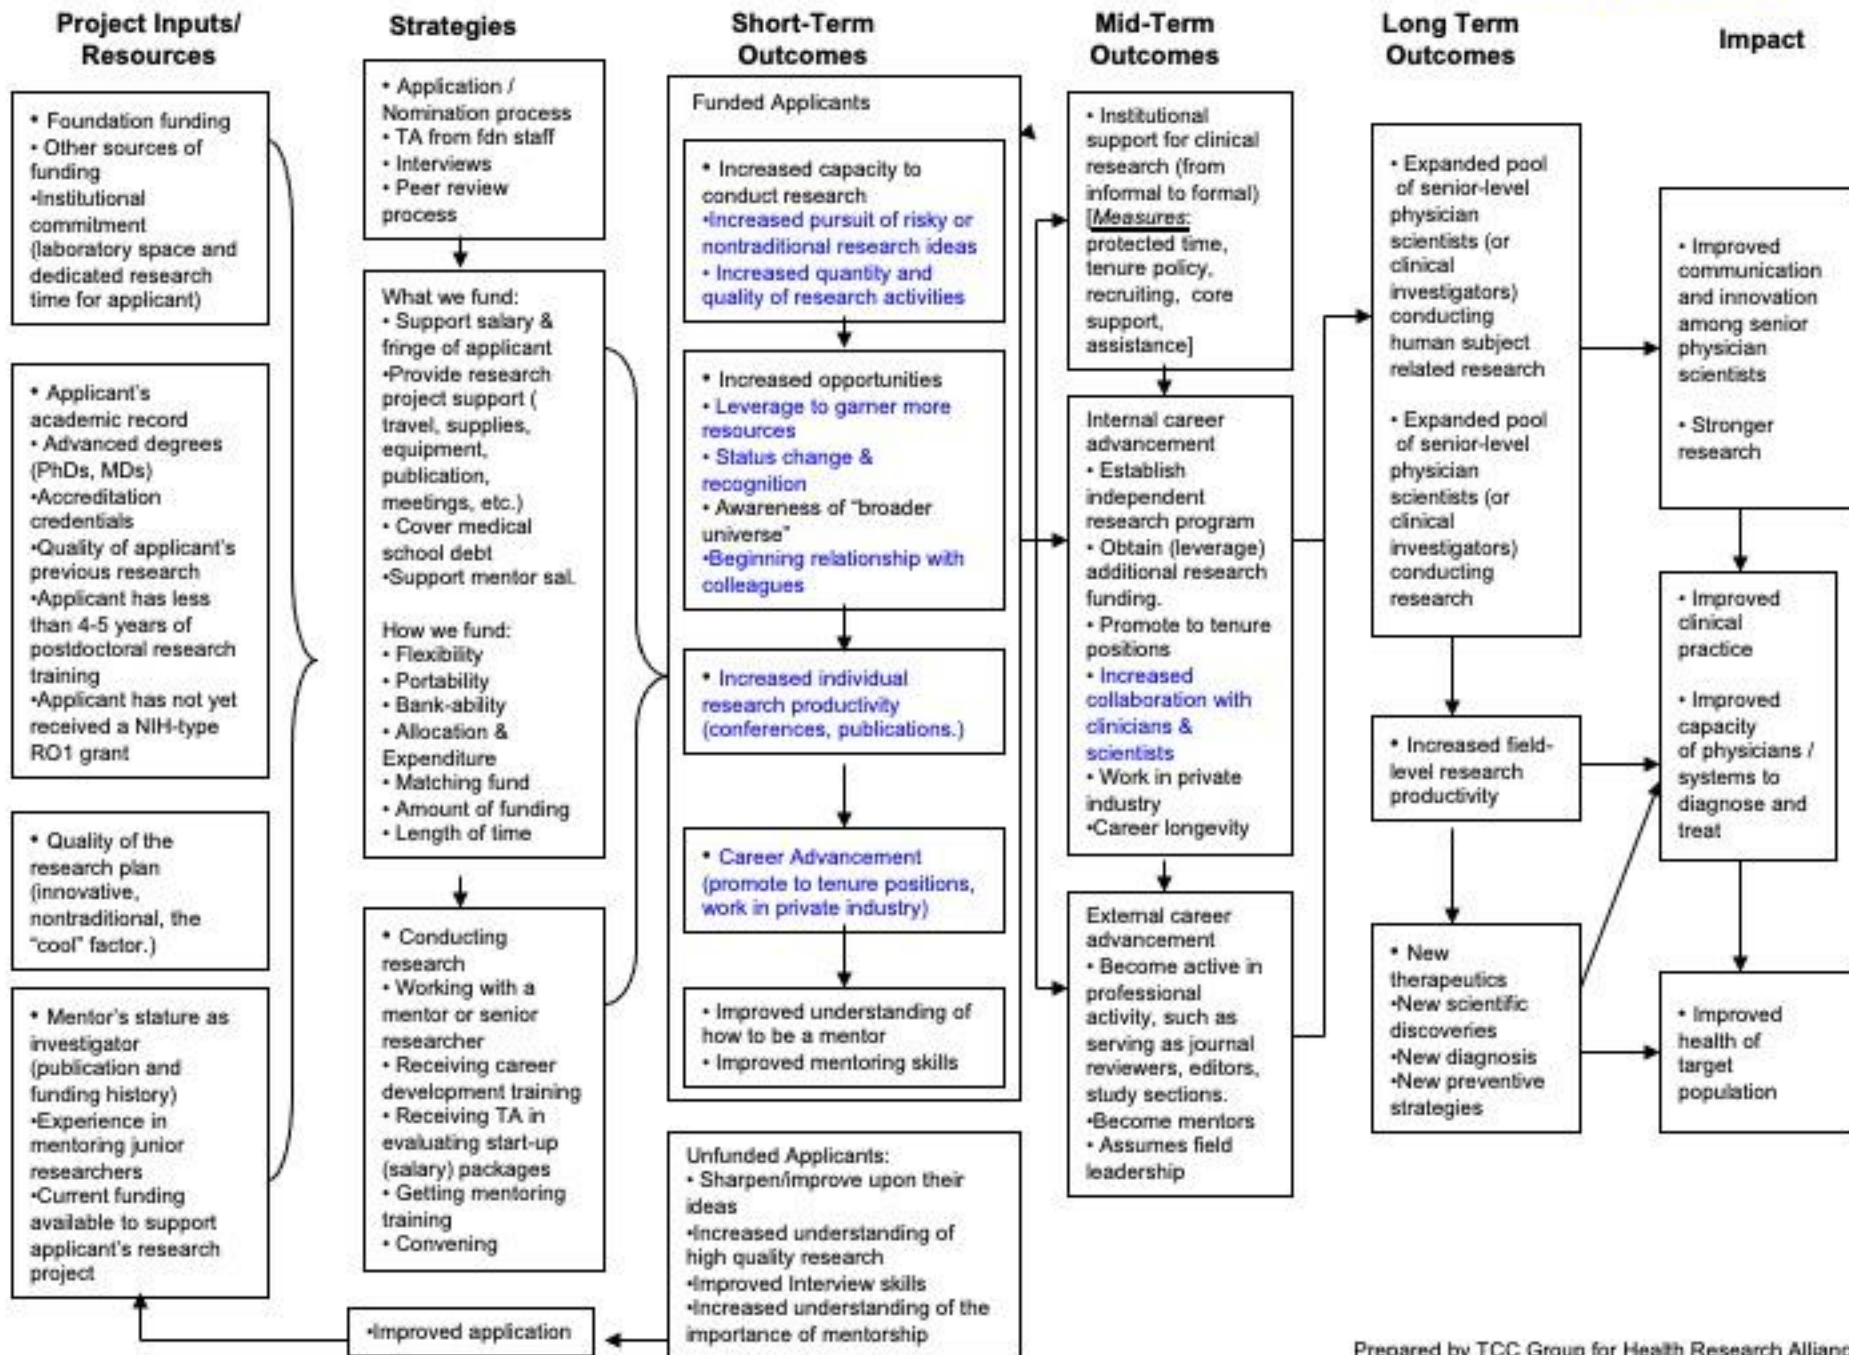 Project Inputs/
Resources
• Foundation funding
• Other sources of
funding
•Institutional
commitment
(laboratory space and
dedicated research
time for applicant)
• Applicant's
academic record
• Advanced degrees
(PhDs, MDs)
•Accreditation
credentials
•Quality of applicant's
previous research
•Applicant has less
than 4-5 years of
postdoctoral research
training
•Applicant has not yet
received a NIH-type
RO1 grant
• Quality of the
research plan
(innovative,
nontraditional, the
"cool" factor.)
• Mentor's stature as
investigator
(publication and
funding history)
•Experience in
mentoring junior
researchers
•Current funding
available to support
applicant's research
project
Strategies
• Application /
Nomination process
• TA from fdn staff
• Interviews
• Peer review
process
What we fund:
• Support salary &
fringe of applicant
•Provide research
project support (
travel, supplies,
equipment,
publication,
meetings, etc.)
• Cover medical
school debt
•Support mentor sal.
How we fund:
• Flexibility
• Portability
• Bank-ability
• Allocation &
Expenditure
• Matching fund
• Amount of funding
• Length of time
• Conducting
research
• Working with a
mentor or senior
researcher
• Receiving career
development training
• Receiving TA in
evaluating start-up
(salary) packages
• Getting mentoring
training
• Convening
•Improved application
Short-Term
Outcomes
Funded Applicants
• Increased capacity to
conduct research
•Increased pursuit of risky or
nontraditional research ideas
• Increased quantity and
quality of research activities
• Increased opportunities
• Leverage to garner more
resources
• Status change &
recognition
• Awareness of "broader
universe"
•Beginning relationship with
colleagues
• Increased individual
research productivity
(conferences, publications.)
• Career Advancement
(promote to tenure positions,
work in private industry)
• Improved understanding of
how to be a mentor
• Improved mentoring skills
Unfunded Applicants:
• Sharpen/improve upon their
ideas
•Increased understanding of
high quality research
•Improved Interview skills
•Increased understanding of the
importance of mentorship
Mid-Term
Outcomes
• Institutional
support for clinical
research (from
informal to formal)
[Measures:
protected time,
tenure policy,
recruiting, core
support,
assistance]
Internal career
advancement
• Establish
independent
research program
• Obtain (leverage)
additional research
funding.
• Promote to tenure
positions
• Increased
collaboration with
clinicians &
scientists
• Work in private
industry
•Career longevity
External career
advancement
• Become active in
professional
activity, such as
serving as journal
reviewers, editors,
study sections.
•Become mentors
• Assumes field
leadership
Long Term
Outcomes
• Expanded pool
of senior-level
physician
scientists (or
clinical
investigators)
conducting
human subject
related research
• Expanded pool
of senior-level
physician
scientists (or
clinical
investigators)
conducting
research
• Increased field-
level research
productivity
• New
therapeutics
•New scientific
discoveries
•New diagnosis
•New preventive
strategies
Impact
• Improved
communication
and innovation
among senior
physician
scientists
• Stronger
research
• Improved
clinical
practice
• Improved
capacity
of physicians /
systems to
diagnose and
treat
• Improved
health of
target
population
Prepared by TCC Group for Health Research Allianc